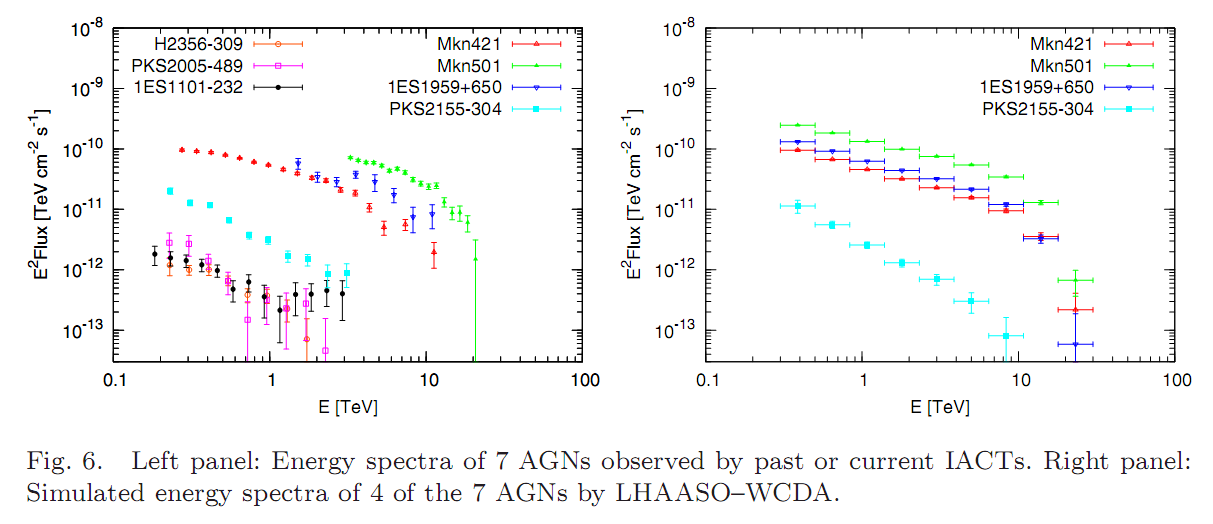 10⁻⁸
10⁻⁹
10⁻¹⁰
10⁻¹¹
10⁻¹²
10⁻¹³
E²Flux [TeV cm⁻² s⁻¹]
H2356-309
PKS2005-489
1ES1101-232
Mkn421
Mkn501
1ES1959+650
PKS2155-304
0.1 1 10 100
E [TeV]
10⁻⁸
10⁻⁹
10⁻¹⁰
10⁻¹¹
10⁻¹²
10⁻¹³
E²Flux [TeV cm⁻² s⁻¹]
Mkn421
Mkn501
1ES1959+650
PKS2155-304
0.1 1 10 100
E [TeV]
Fig. 6. Left panel: Energy spectra of 7 AGNs observed by past or current IACTs. Right panel:
Simulated energy spectra of 4 of the 7 AGNs by LHAASO–WCDA.